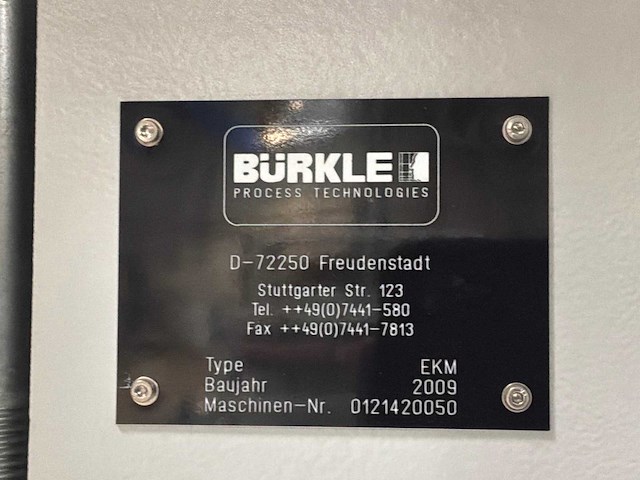 BÜRKLE
PROCESS TECHNOLOGIES
D-72250 Freudenstadt
Stuttgarter Str. 123
Tel. ++49(0)7441-580
Fax ++49(0)7441-7813
Type EKM
Baujahr 2009
Maschinen-Nr. 0121420050